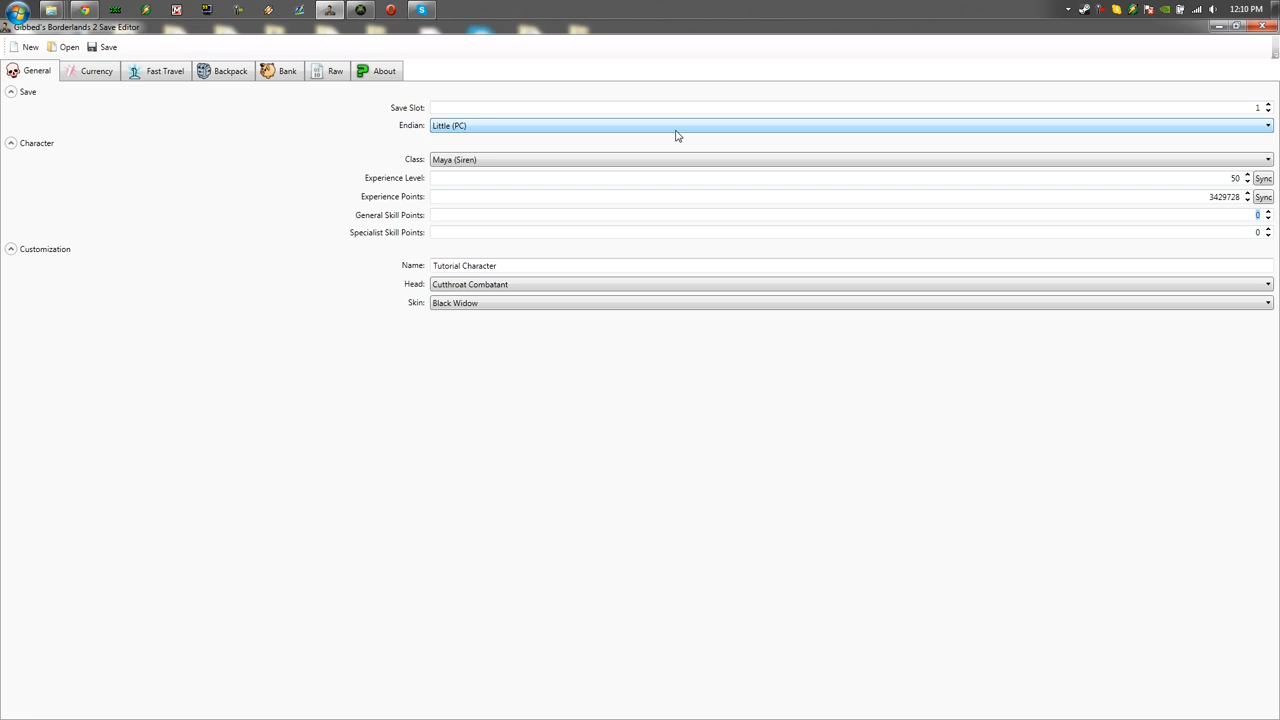 12:10 PM
Gibbed's Borderlands 2 Save Editor
New Open Save
General Currency Fast Travel Backpack Bank Raw About
Save
Save Slot: 1
Endian: Little (PC)
Character
Class: Maya (Siren)
Experience Level: 50 Sync
Experience Points: 3429728 Sync
General Skill Points: 0
Specialist Skill Points: 0
Customization
Name: Tutorial Character
Head: Cutthroat Combatant
Skin: Black Widow